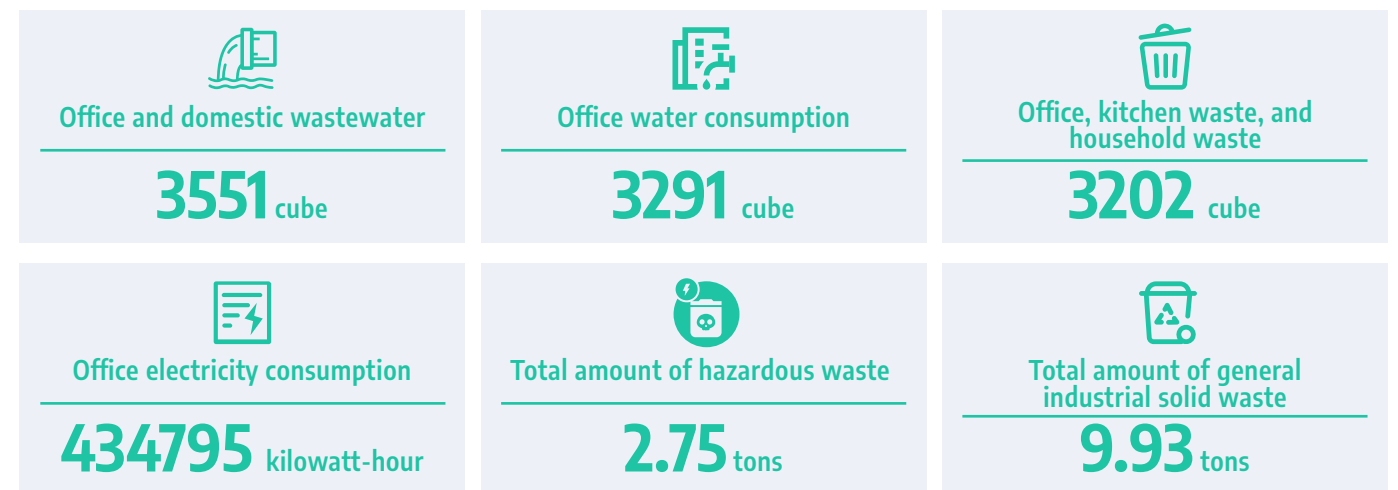 Office and domestic wastewater
3551 cube
Office water consumption
3291 cube
Office, kitchen waste, and
household waste
3202 cube
Office electricity consumption
434795 kilowatt-hour
Total amount of hazardous waste
2.75 tons
Total amount of general
industrial solid waste
9.93 tons